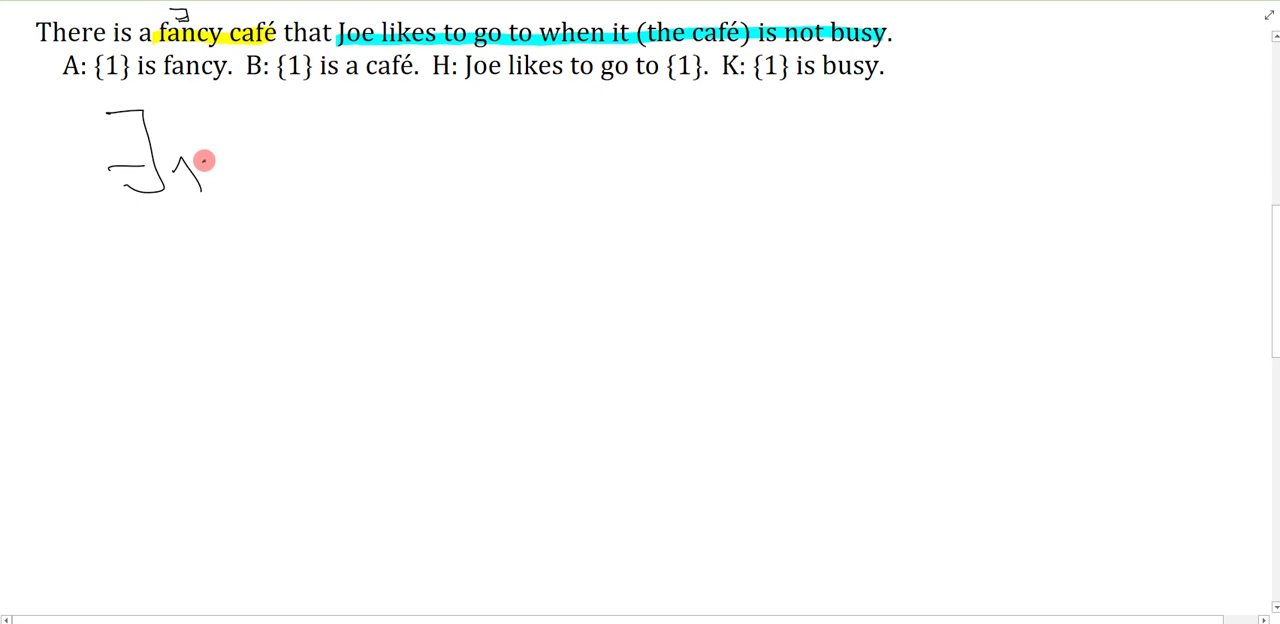 ∃
There is a fancy café that Joe likes to go to when it (the café) is not busy.
A: {1} is fancy. B: {1} is a café. H: Joe likes to go to {1}. K: {1} is busy.
∃